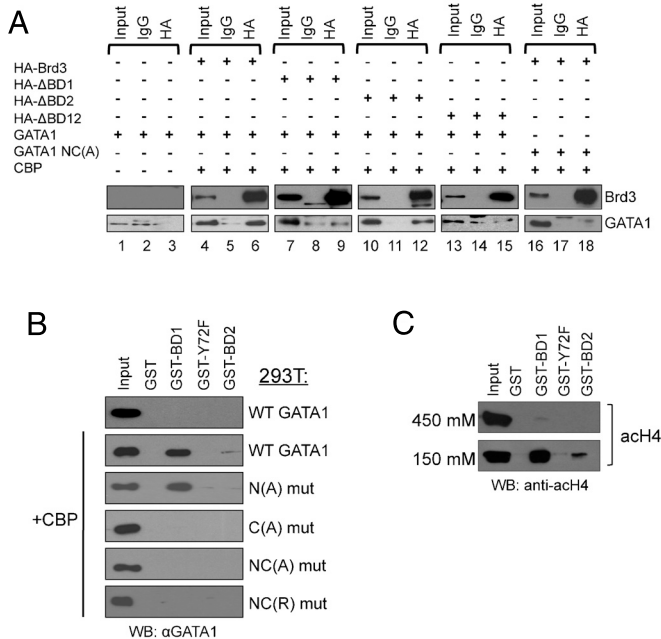 A
Input IgG HA Input IgG HA Input IgG HA Input IgG HA Input IgG HA Input IgG HA
HA-Brd3 - - - + + + - - - - - - - - - + + +
HA-ΔBD1 - - - - - - + + + - - - - - - - - -
HA-ΔBD2 - - - - - - - - - + + + - - - - - -
HA-ΔBD12 - - - - - - - - - - - - + + + - - -
GATA1 + + + + + + + + + + + + + + + - - -
GATA1 NC(A) - - - - - - - - - - - - - - - + + +
CBP - - - + + + + + + + + + + + + + + +
Brd3
GATA1
1 2 3 4 5 6 7 8 9 10 11 12 13 14 15 16 17 18
B
Input GST GST-BD1 GST-Y72F GST-BD2 293T:
WT GATA1
WT GATA1
N(A) mut
+CBP C(A) mut
NC(A) mut
NC(R) mut
WB: αGATA1
C
Input GST GST-BD1 GST-Y72F GST-BD2
450 mM
acH4
150 mM
WB: anti-acH4